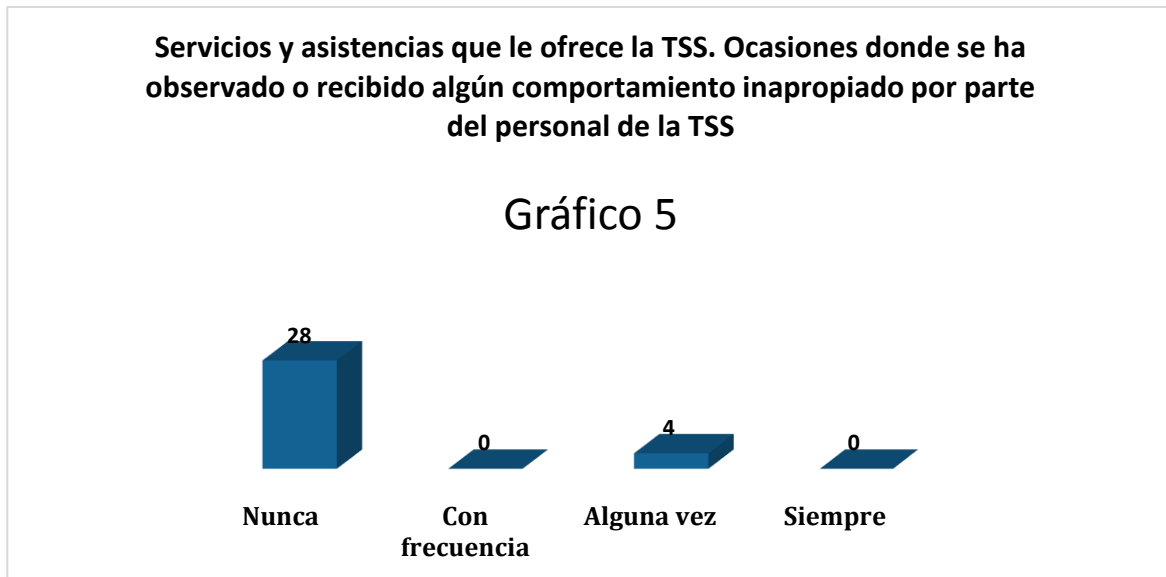 Servicios y asistencias que le ofrece la TSS. Ocasiones donde se ha
observado o recibido algún comportamiento inapropiado por parte
del personal de la TSS
Gráfico 5
28
0
4
0
Nunca
Con
frecuencia
Alguna vez
Siempre